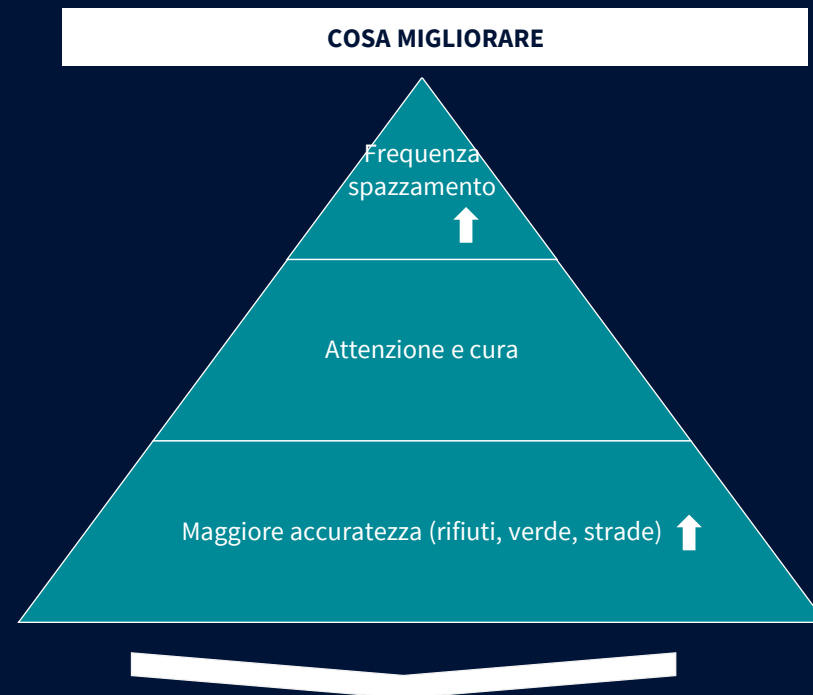 COSA MIGLIORARE
Frequenza
spazzamento
Attenzione e cura
Maggiore accuratezza (rifiuti, verde, strade)